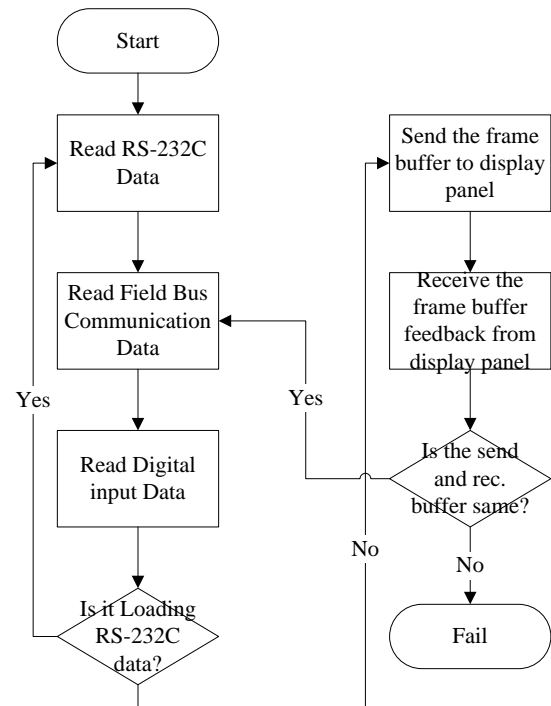 Start
Read RS-232C
Data
Read Field Bus
Communication
Data
Read Digital
input Data
Is it Loading
RS-232C
data?
Yes
No
Send the frame
buffer to display
panel
Receive the
frame buffer
feedback from
display panel
Is the send
and rec.
buffer same?
Yes
No
Fail